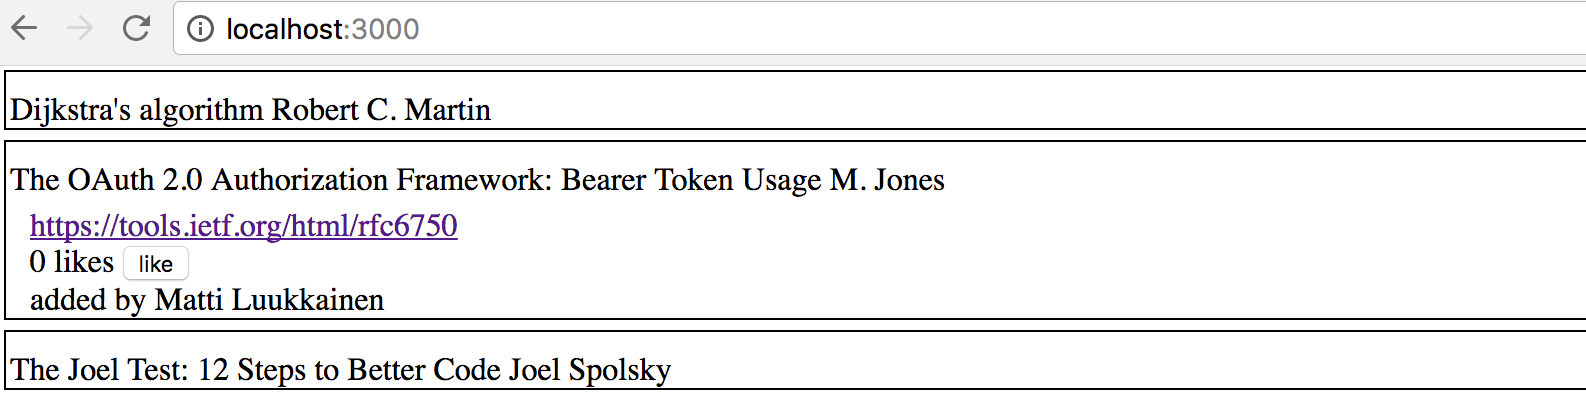 localhost:3000
Dijkstra's algorithm Robert C. Martin
The OAuth 2.0 Authorization Framework: Bearer Token Usage M. Jones
https://tools.ietf.org/html/rfc6750
0 likes like
added by Matti Luukkainen
The Joel Test: 12 Steps to Better Code Joel Spolsky